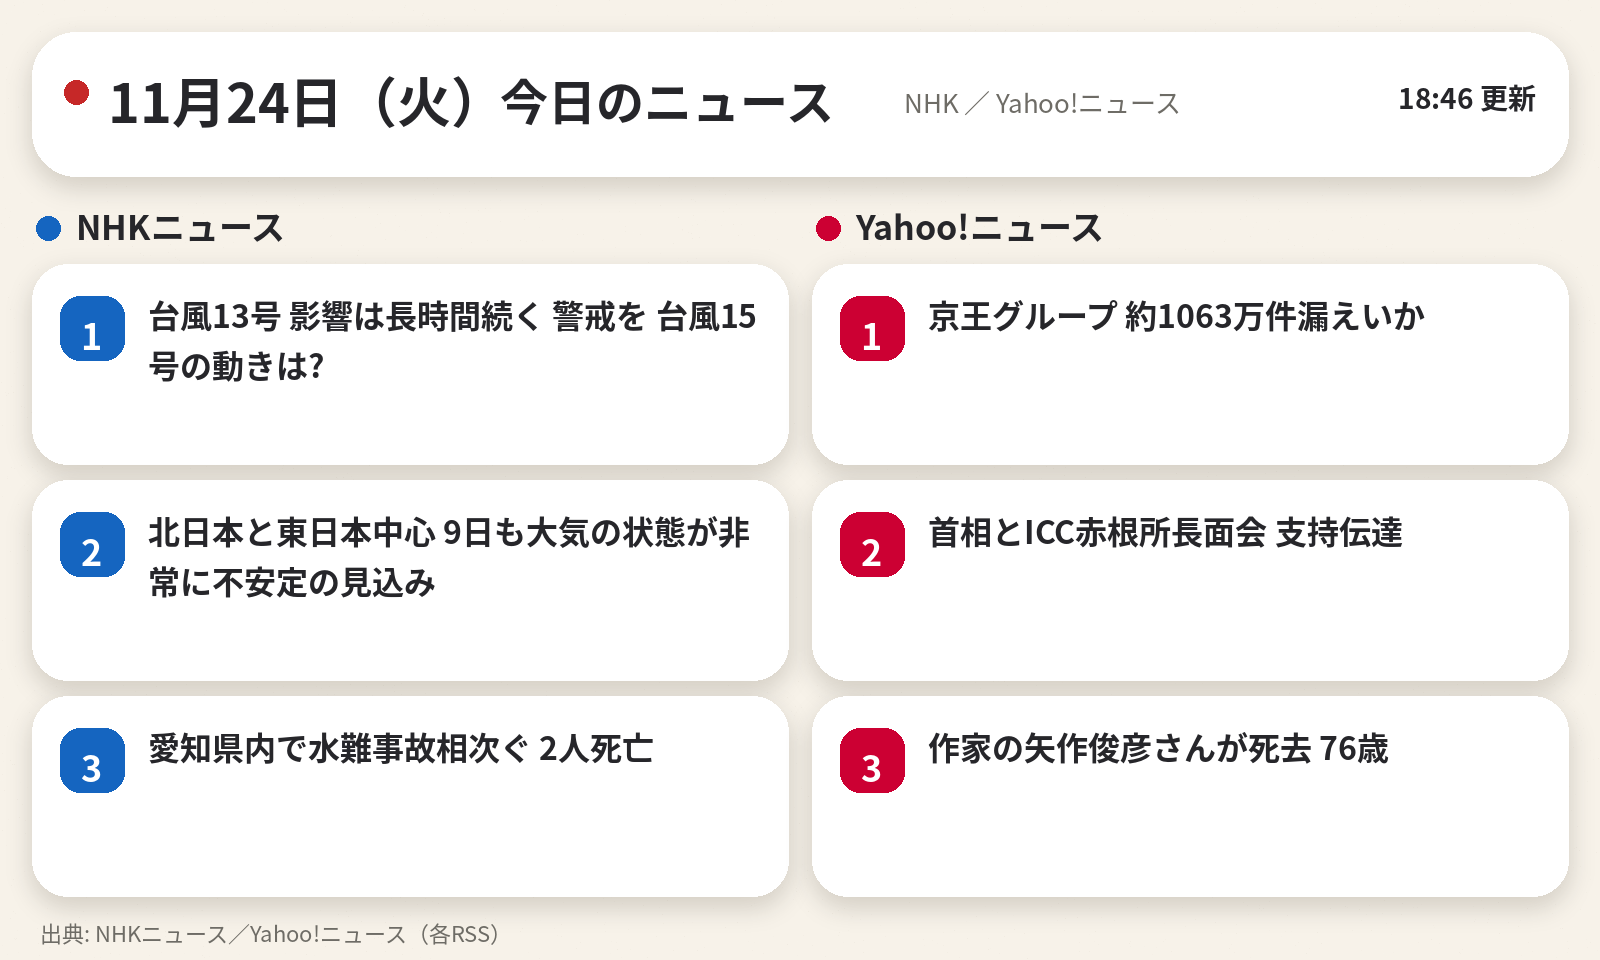 11月24日（火）今日のニュース
NHK ／ Yahoo!ニュース
18:46 更新
NHKニュース
1
台風13号 影響は長時間続く 警戒を 台風15
号の動きは?
2
北日本と東日本中心 9日も大気の状態が非
常に不安定の見込み
3
愛知県内で水難事故相次ぐ 2人死亡
Yahoo!ニュース
1
京王グループ 約1063万件漏えいか
2
首相とICC赤根所長面会 支持伝達
3
作家の矢作俊彦さんが死去 76歳
出典: NHKニュース／Yahoo!ニュース（各RSS）